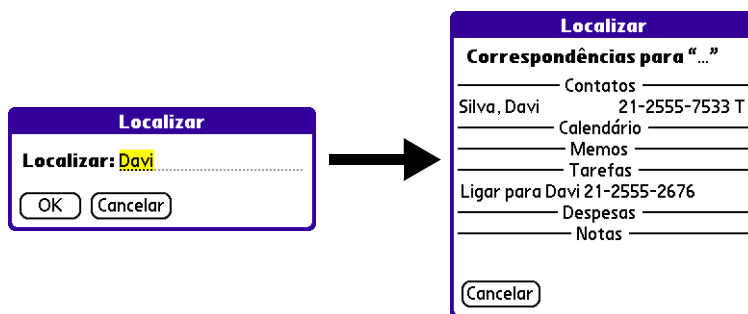 Localizar
Localizar: Davi
OK Cancelar
Localizar
Correspondências para “...”
Contatos
Silva, Davi 21-2555-7533 T
Calendário
Memos
Tarefas
Ligar para Davi 21-2555-2676
Despesas
Notas
Cancelar